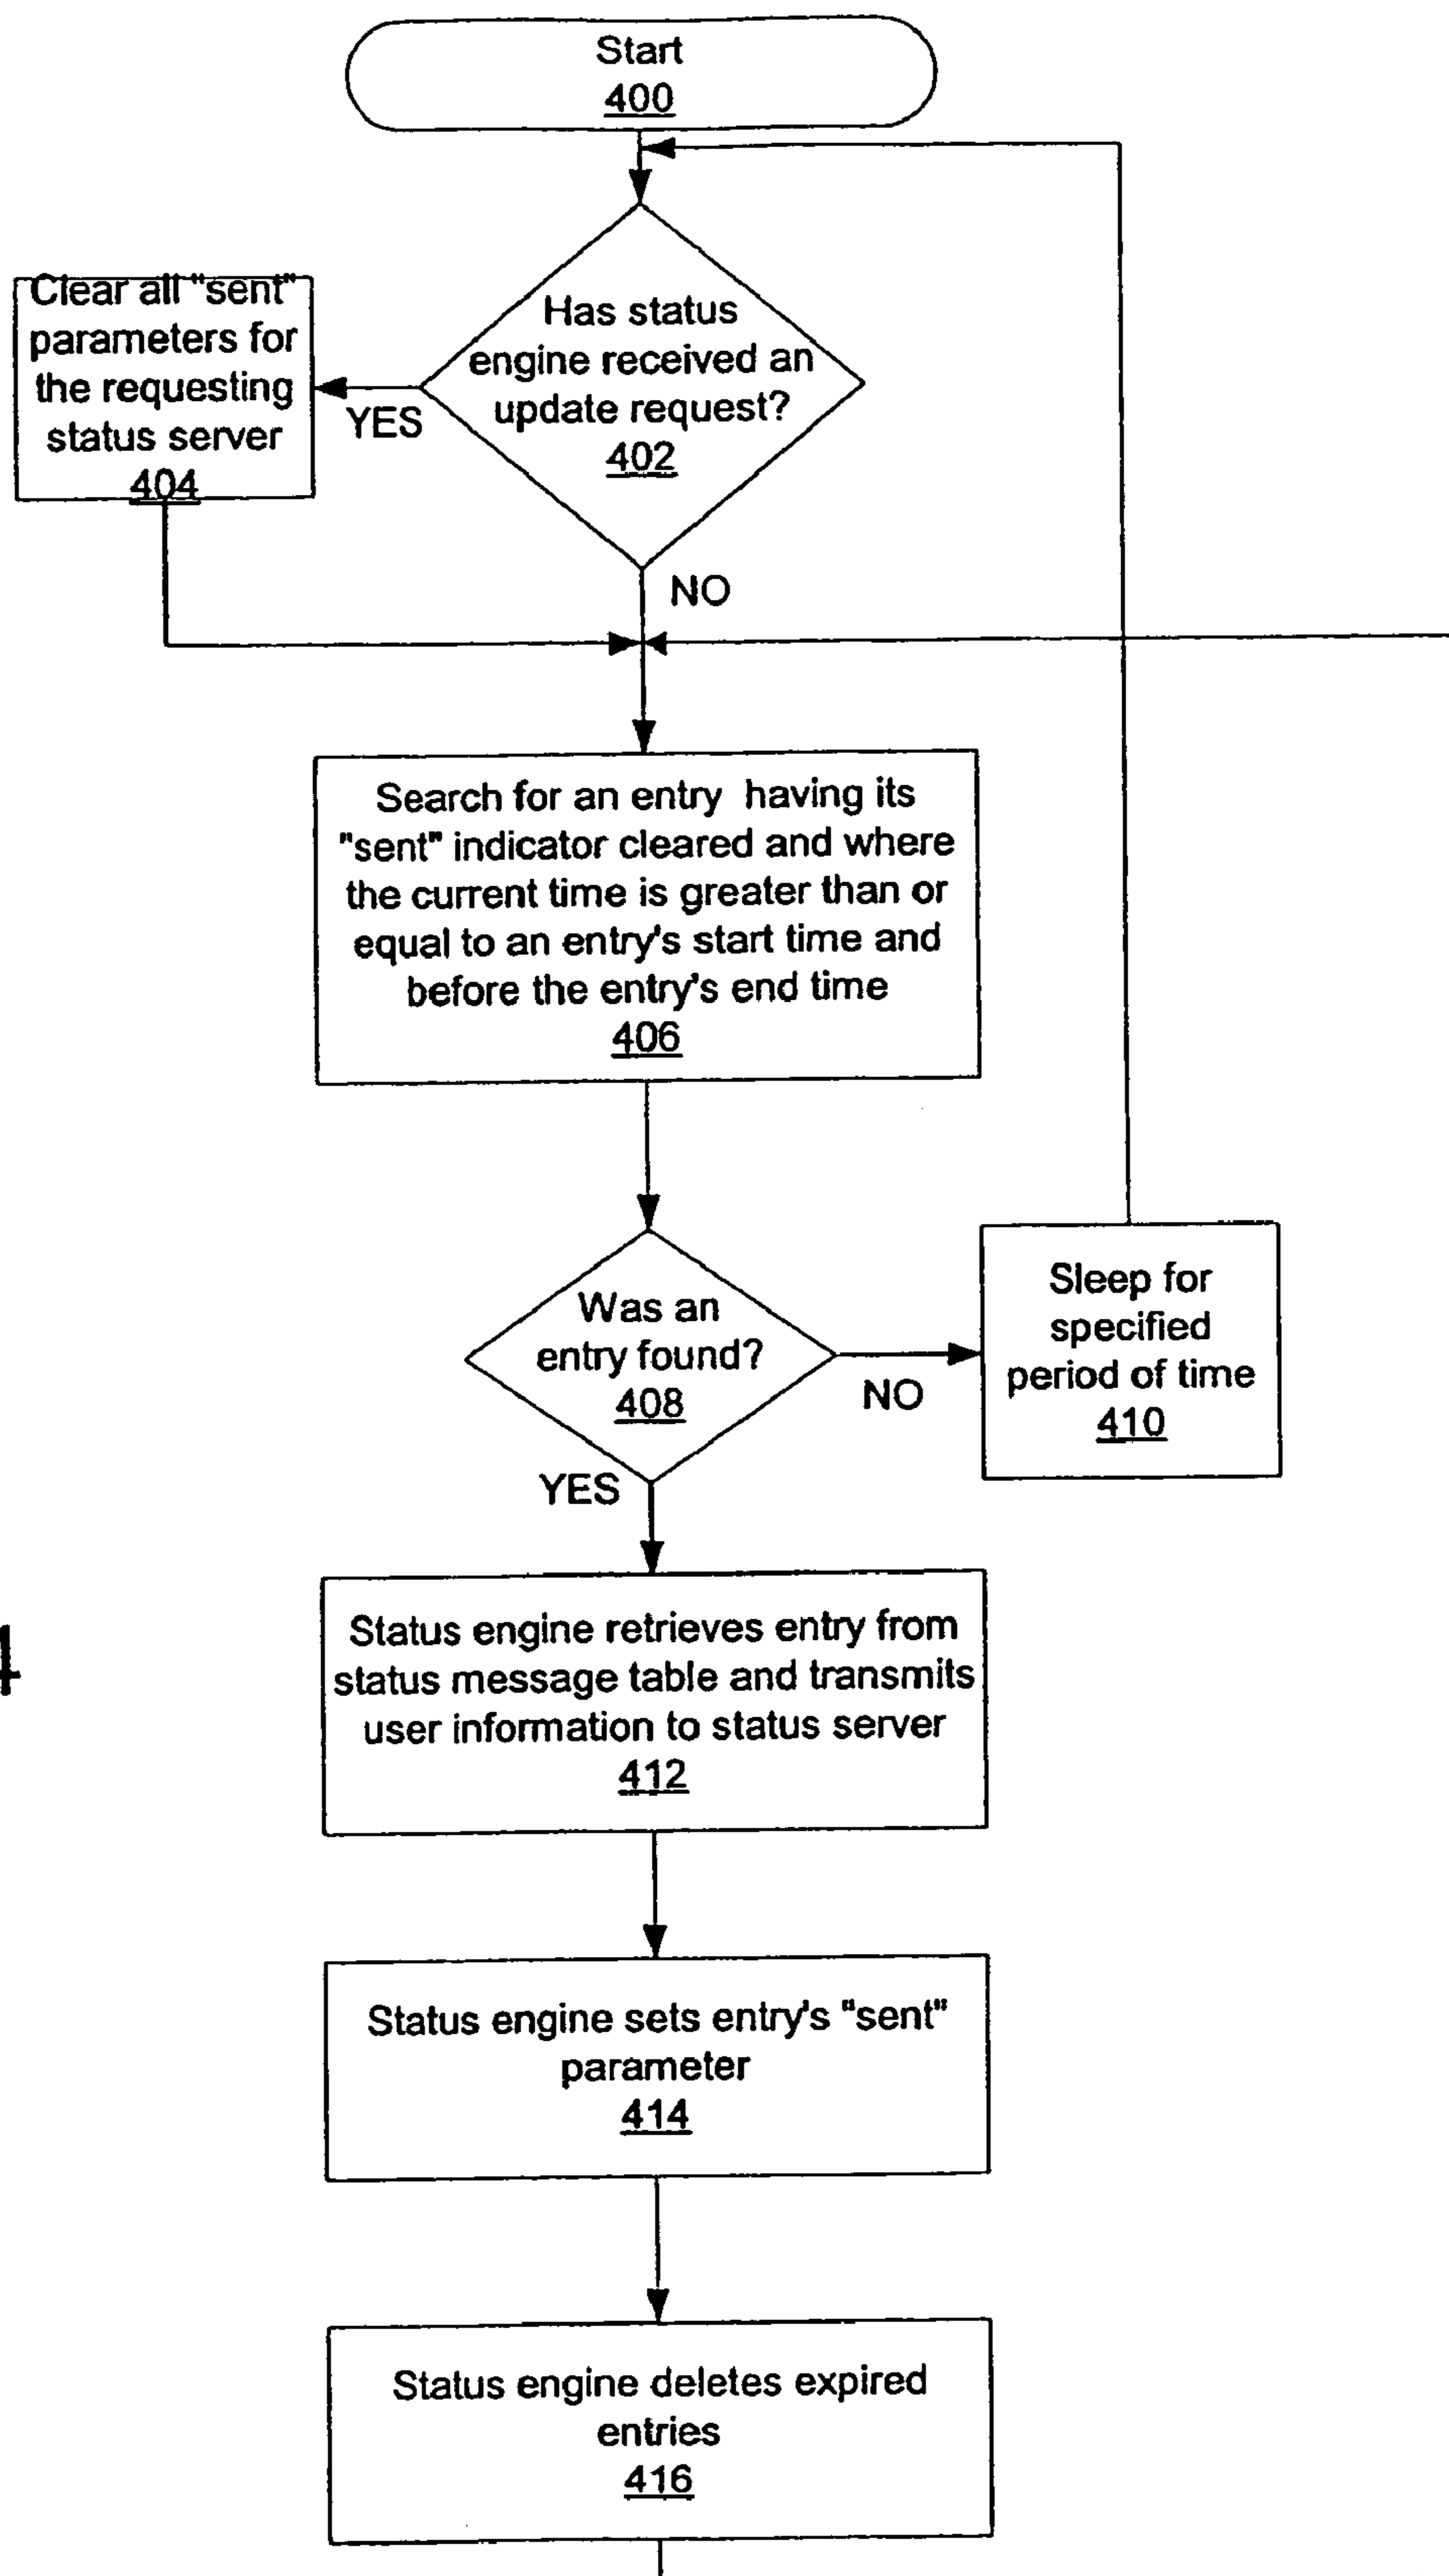 Start
400
Has status
engine received an
update request?
402
YES
Clear all "sent"
parameters for
the requesting
status server
404
NO
Search for an entry having its
"sent" indicator cleared and where
the current time is greater than or
equal to an entry's start time and
before the entry's end time
406
Was an
entry found?
408
NO
Sleep for
specified
period of time
410
YES
Status engine retrieves entry from
status message table and transmits
user information to status server
412
4
Status engine sets entry's "sent"
parameter
414
Status engine deletes expired
entries
416